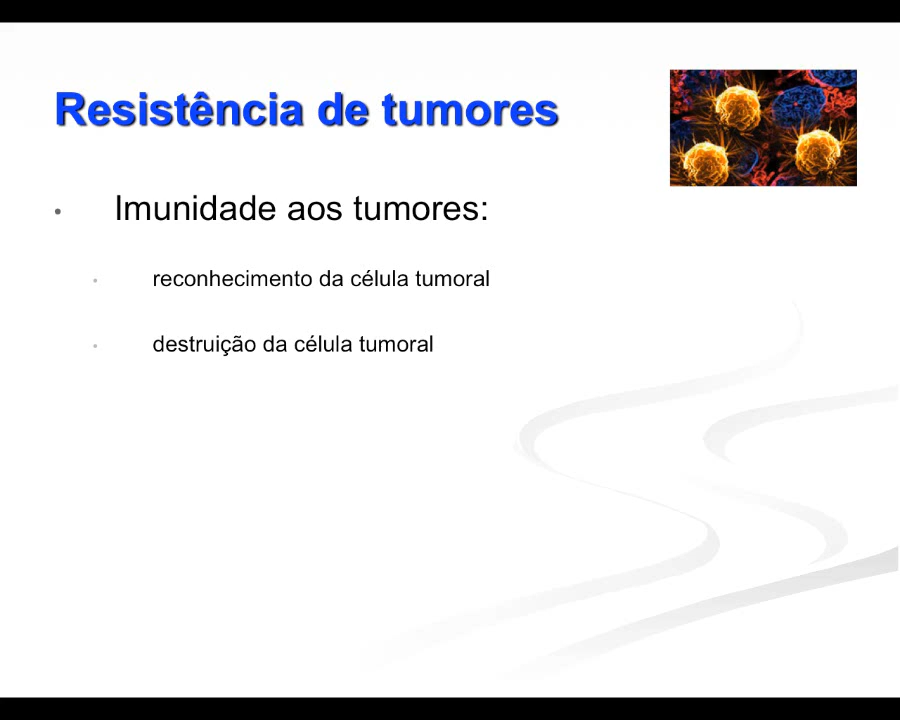 Resistência de tumores
• Imunidade aos tumores:
• reconhecimento da célula tumoral
• destruição da célula tumoral